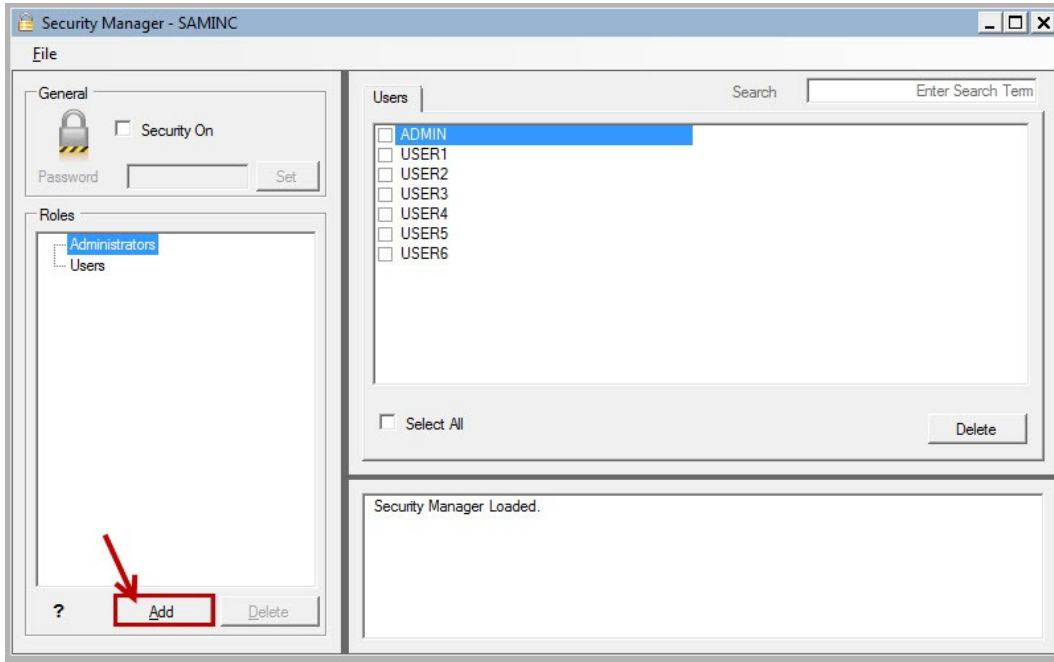 Security Manager - SAMINC
File
General
Security On
Password
Set
Roles
Administrators
Users
?
Add
Delete
Users
Search
Enter Search Term
ADMIN
USER1
USER2
USER3
USER4
USER5
USER6
Select All
Delete
Security Manager Loaded.